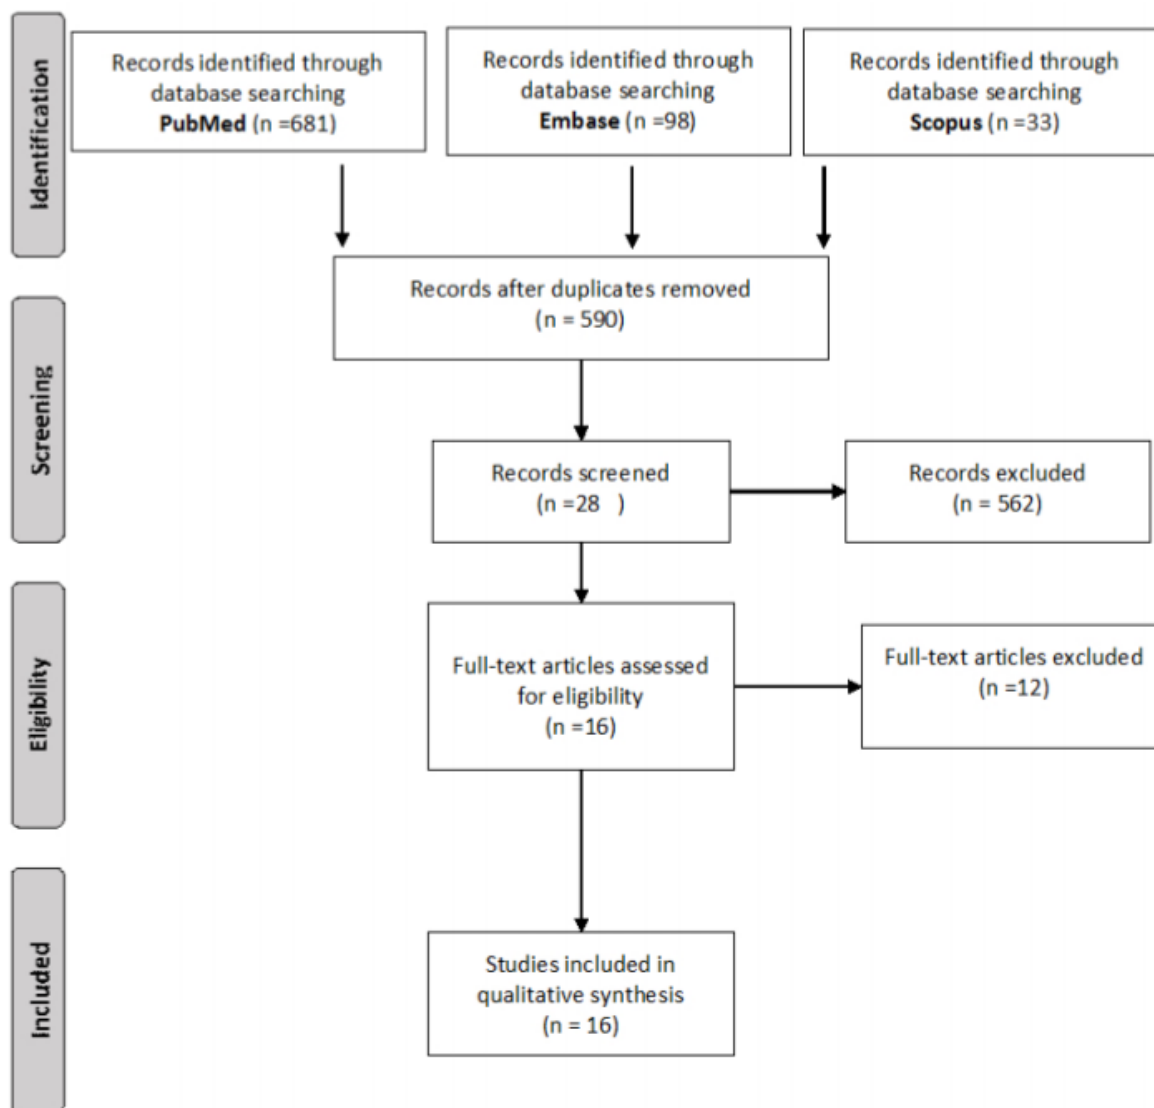 Identification
Records identified through
database searching
PubMed (n =681)
Records identified through
database searching
Embase (n =98)
Records identified through
database searching
Scopus (n =33)
Records after duplicates removed
(n = 590)
Screening
Records screened
(n =28   )
Records excluded
(n = 562)
Eligibility
Full-text articles assessed
for eligibility
(n =16)
Full-text articles excluded
(n =12)
Included
Studies included in
qualitative synthesis
(n = 16)